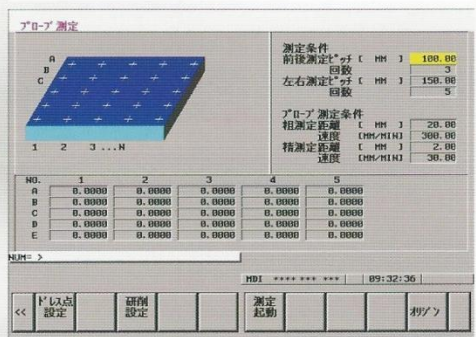 プローブ 測定
A
B
C
1 2 3...N
測定条件
前後測定ピッチ [ MM ] 100.00
回数 3
左右測定ピッチ [ MM ] 150.00
回数 5
プローブ 測定条件
粗測定距離 [ MM ] 20.00
速度 [MM/MIN] 300.00
精測定距離 [ MM ] 2.00
速度 [MM/MIN] 30.00
NO. 1 2 3 4 5
A 0.0000 0.0000 0.0000 0.0000 0.0000
B 0.0000 0.0000 0.0000 0.0000 0.0000
C 0.0000 0.0000 0.0000 0.0000 0.0000
D 0.0000 0.0000 0.0000 0.0000 0.0000
E 0.0000 0.0000 0.0000 0.0000 0.0000
NUM= >
MDI **** *** *** 09:32:36
<< ドレス点設定 研削設定 測定起動 オリジン